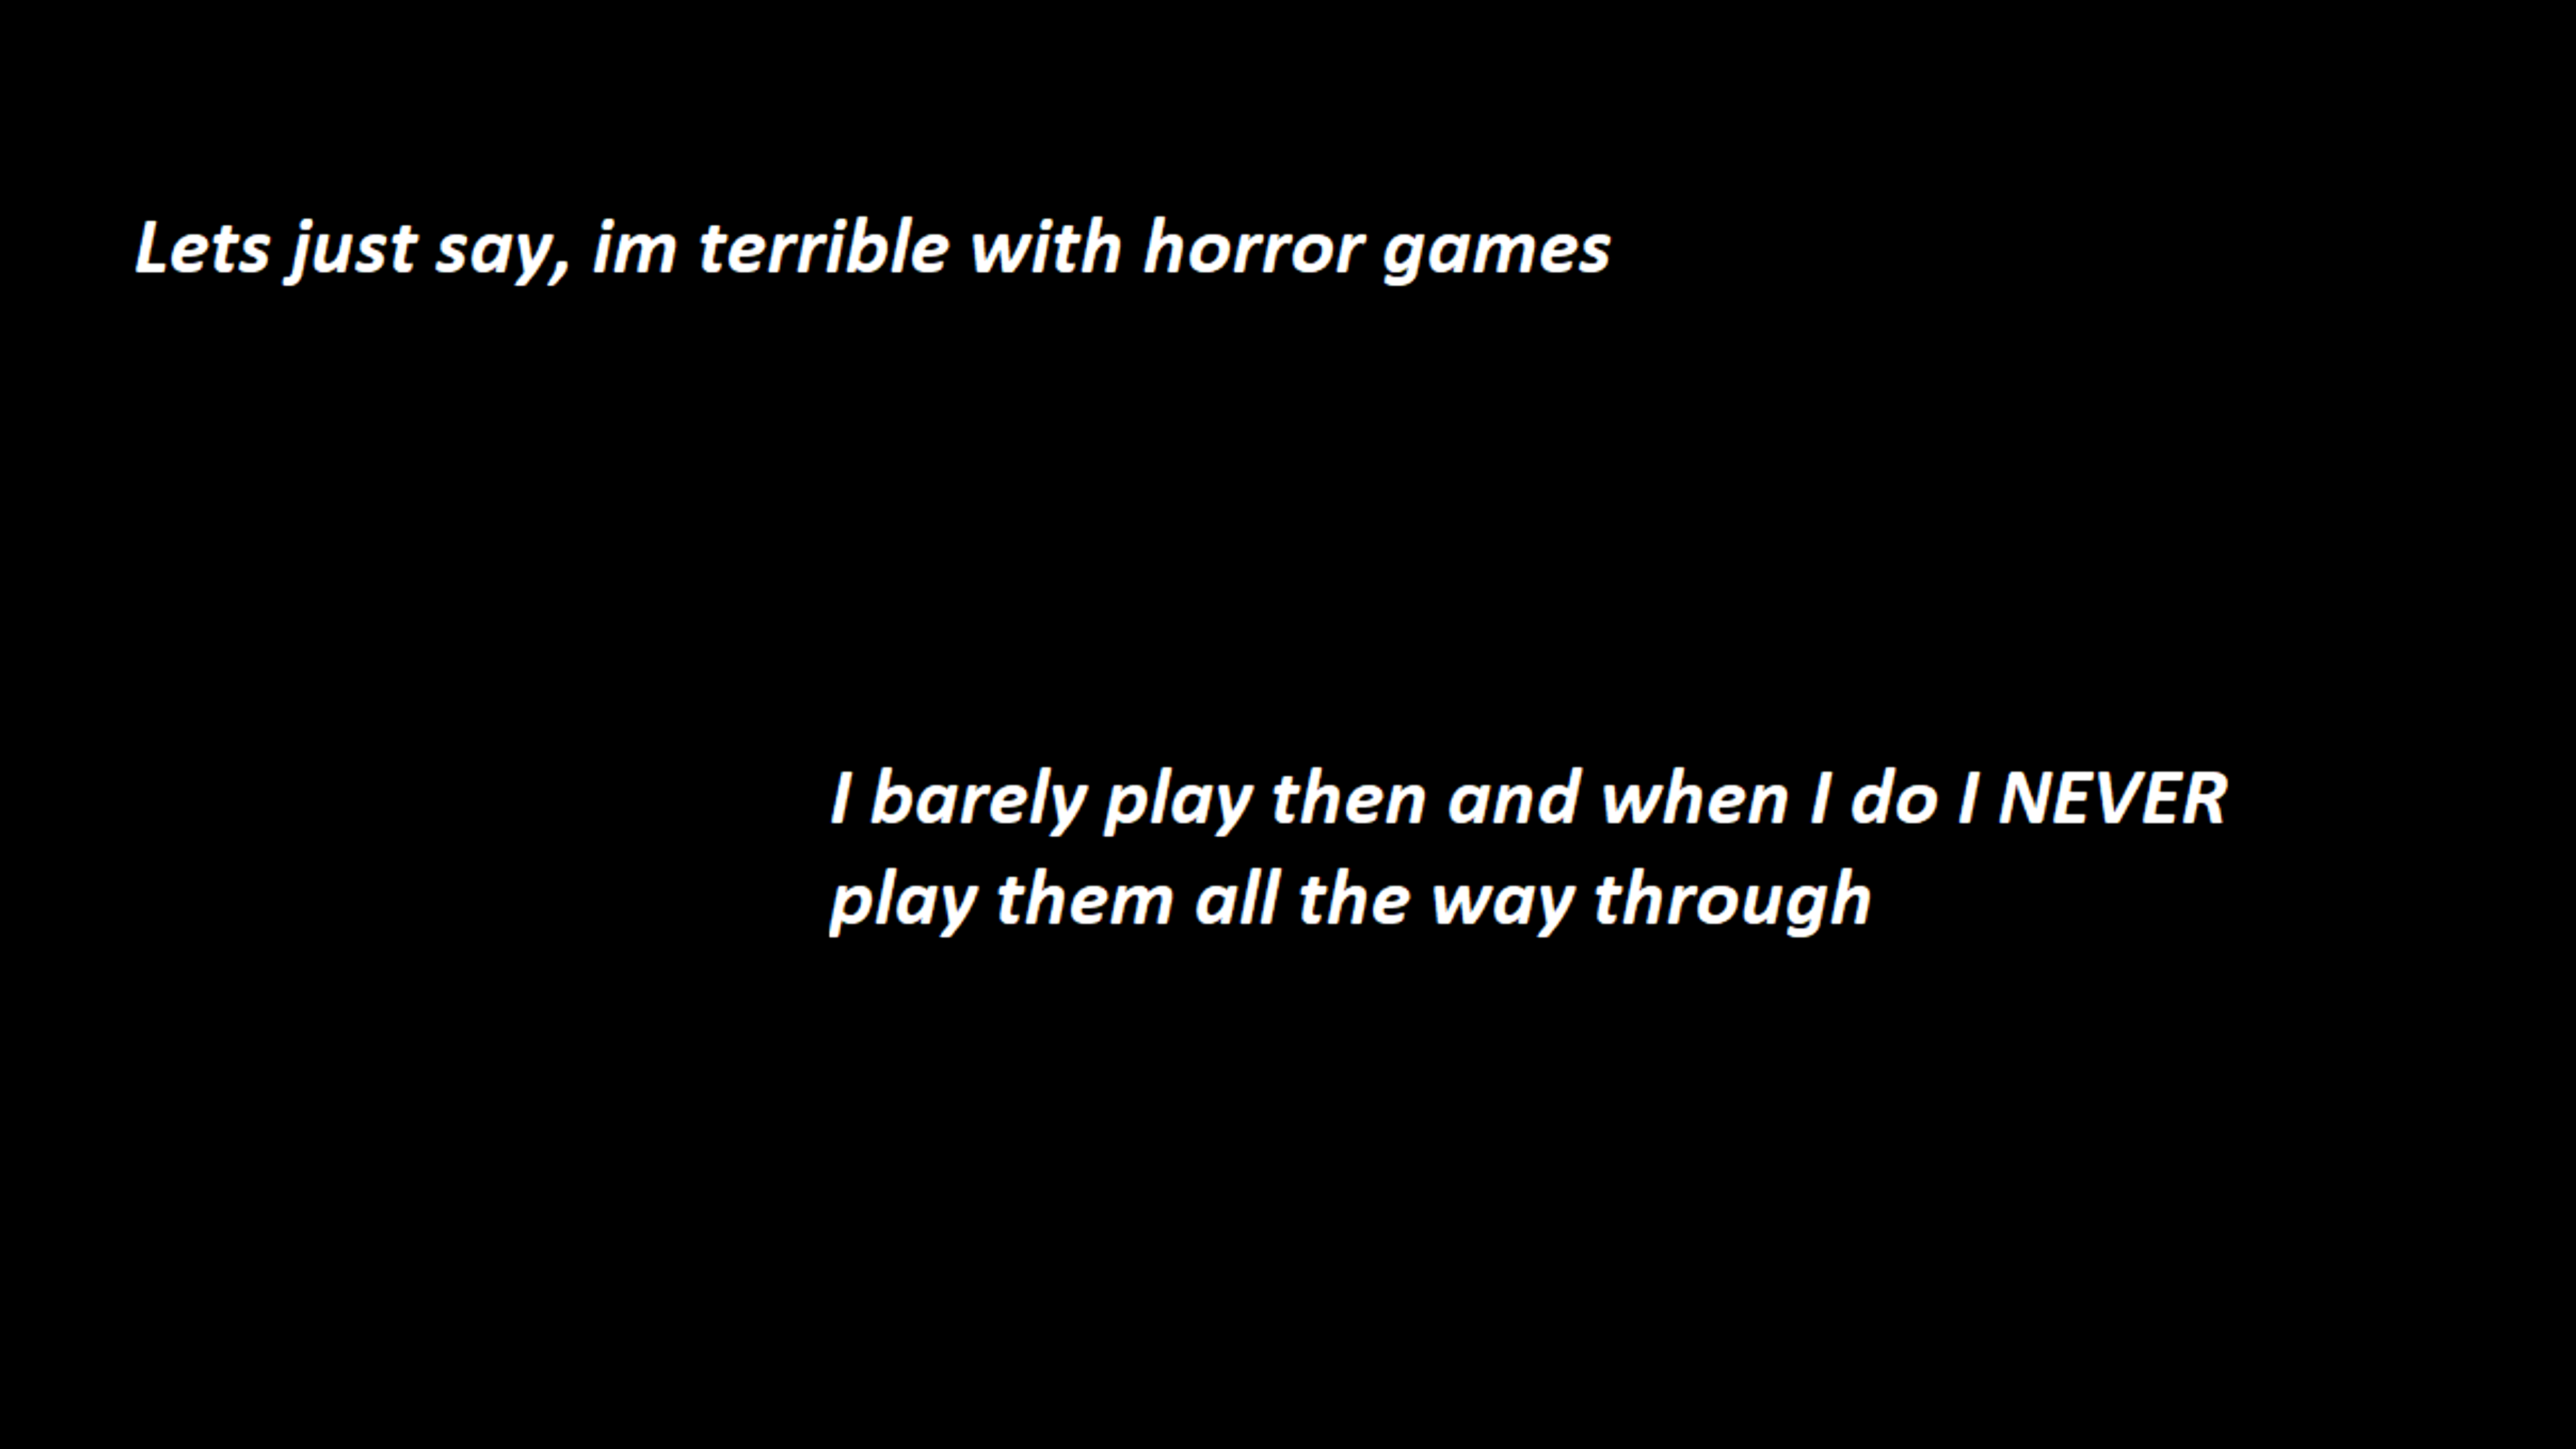 Lets just say, im terrible with horror games
I barely play then and when I do I NEVER
play them all the way through